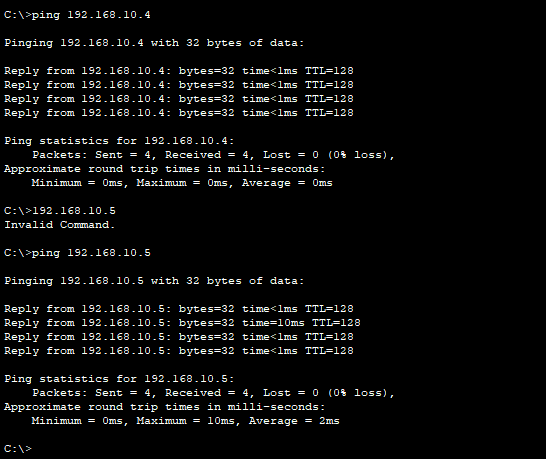 C:\>ping 192.168.10.4
Pinging 192.168.10.4 with 32 bytes of data:
Reply from 192.168.10.4: bytes=32 time<1ms TTL=128
Reply from 192.168.10.4: bytes=32 time<1ms TTL=128
Reply from 192.168.10.4: bytes=32 time<1ms TTL=128
Reply from 192.168.10.4: bytes=32 time<1ms TTL=128
Ping statistics for 192.168.10.4:
Packets: Sent = 4, Received = 4, Lost = 0 (0% loss),
Approximate round trip times in milli-seconds:
Minimum = 0ms, Maximum = 0ms, Average = 0ms
C:\>192.168.10.5
Invalid Command.
C:\>ping 192.168.10.5
Pinging 192.168.10.5 with 32 bytes of data:
Reply from 192.168.10.5: bytes=32 time<1ms TTL=128
Reply from 192.168.10.5: bytes=32 time=10ms TTL=128
Reply from 192.168.10.5: bytes=32 time<1ms TTL=128
Reply from 192.168.10.5: bytes=32 time<1ms TTL=128
Ping statistics for 192.168.10.5:
Packets: Sent = 4, Received = 4, Lost = 0 (0% loss),
Approximate round trip times in milli-seconds:
Minimum = 0ms, Maximum = 10ms, Average = 2ms
C:\>